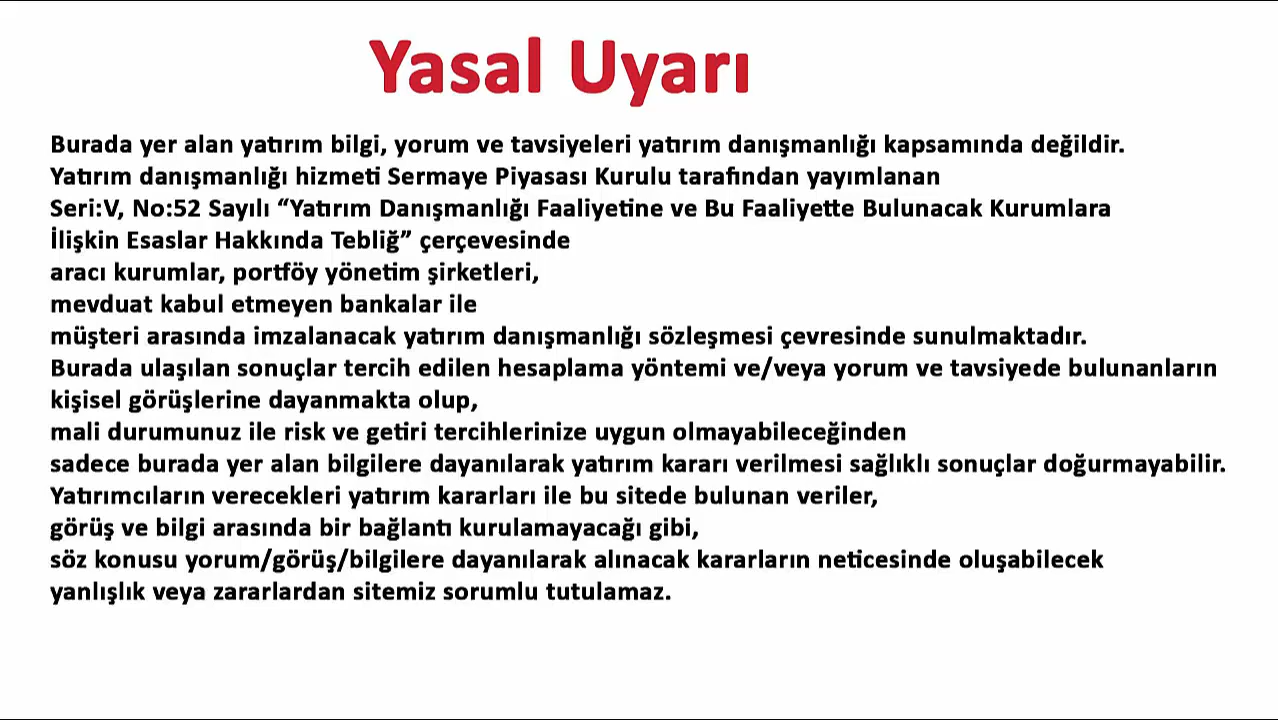 Yasal Uyarı
Burada yer alan yatırım bilgi, yorum ve tavsiyeleri yatırım danışmanlığı kapsamında değildir.
Yatırım danışmanlığı hizmeti Sermaye Piyasası Kurulu tarafından yayımlanan
Seri:V, No:52 Sayılı “Yatırım Danışmanlığı Faaliyetine ve Bu Faaliyette Bulunacak Kurumlara
İlişkin Esaslar Hakkında Tebliğ” çerçevesinde
aracı kurumlar, portföy yönetim şirketleri,
mevduat kabul etmeyen bankalar ile
müşteri arasında imzalanacak yatırım danışmanlığı sözleşmesi çevresinde sunulmaktadır.
Burada ulaşılan sonuçlar tercih edilen hesaplama yöntemi ve/veya yorum ve tavsiyede bulunanların
kişisel görüşlerine dayanmakta olup,
mali durumunuz ile risk ve getiri tercihlerinize uygun olmayabileceğinden
sadece burada yer alan bilgilere dayanılarak yatırım kararı verilmesi sağlıklı sonuçlar doğurmayabilir.
Yatırımcıların verecekleri yatırım kararları ile bu sitede bulunan veriler,
görüş ve bilgi arasında bir bağlantı kurulamayacağı gibi,
söz konusu yorum/görüş/bilgilere dayanılarak alınacak kararların neticesinde oluşabilecek
yanlışlık veya zararlardan sitemiz sorumlu tutulamaz.